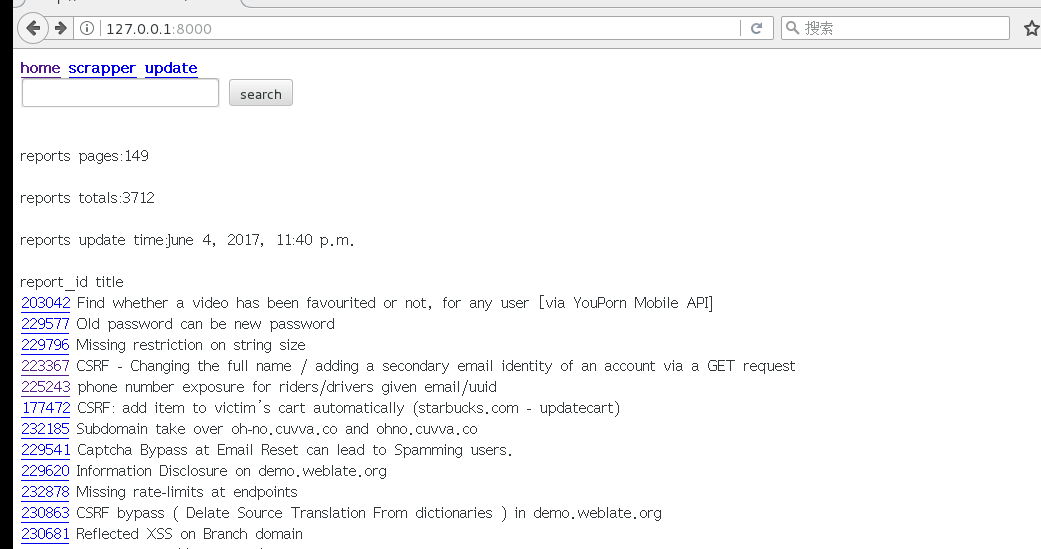 127.0.0.1:8000
搜索
home scrapper update
search
reports pages:149
reports totals:3712
reports update time:June 4, 2017, 11:40 p.m.
report_id title
203042 Find whether a video has been favourited or not, for any user [via YouPorn Mobile API]
229577 Old password can be new password
229796 Missing restriction on string size
223367 CSRF - Changing the full name / adding a secondary email identity of an account via a GET request
225243 phone number exposure for riders/drivers given email/uuid
177472 CSRF: add item to victim's cart automatically (starbucks.com - updatecart)
232185 Subdomain take over oh-no.cuvva.co and ohno.cuvva.co
229541 Captcha Bypass at Email Reset can lead to Spamming users.
229620 Information Disclosure on demo.weblate.org
232878 Missing rate-limits at endpoints
230863 CSRF bypass ( Delate Source Translation From dictionaries ) in demo.weblate.org
230681 Reflected XSS on Branch domain